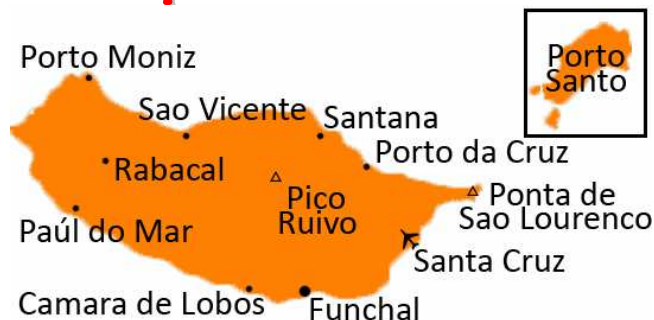 Porto Moniz
Porto
Santo
Sao Vicente
Santana
Porto da Cruz
Rabacal
Pico
Ruivo
Ponta de
Sao Lourenco
Paúl do Mar
Santa Cruz
Camara de Lobos
Funchal